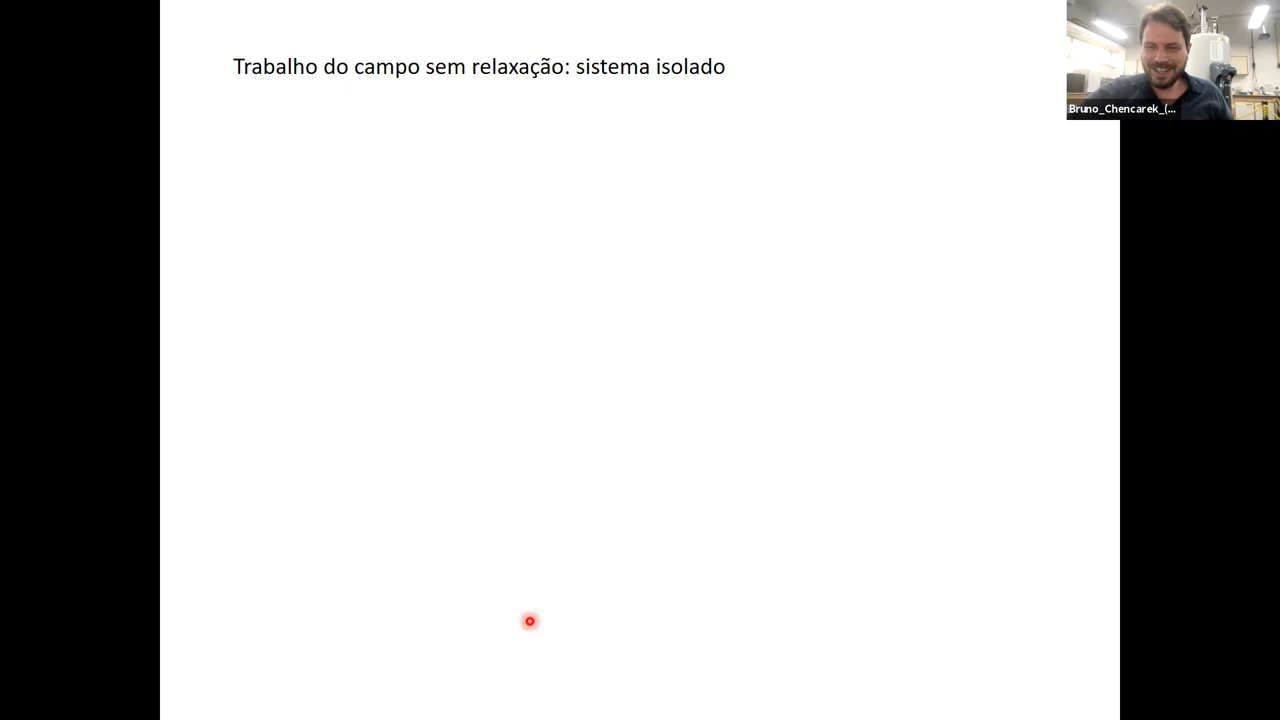 Trabalho do campo sem relaxação: sistema isolado
Bruno_Chencarek_(...